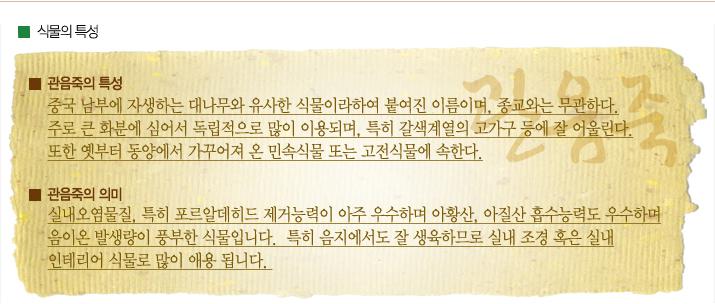 식물의 특성
관음죽
관음죽의 특성
중국 남부에 자생하는 대나무와 유사한 식물이라하여 붙여진 이름이며, 종교와는 무관하다.
주로 큰 화분에 심어서 독립적으로 많이 이용되며, 특히 갈색계열의 고가구 등에 잘 어울린다.
또한 옛부터 동양에서 가꾸어져 온 민속식물 또는 고전식물에 속한다.
관음죽의 의미
실내오염물질, 특히 포르알데히드 제거능력이 아주 우수하며 아황산, 아질산 흡수능력도 우수하며
음이온 발생량이 풍부한 식물입니다. 특히 음지에서도 잘 생육하므로 실내 조경 혹은 실내
인테리어 식물로 많이 애용 됩니다.